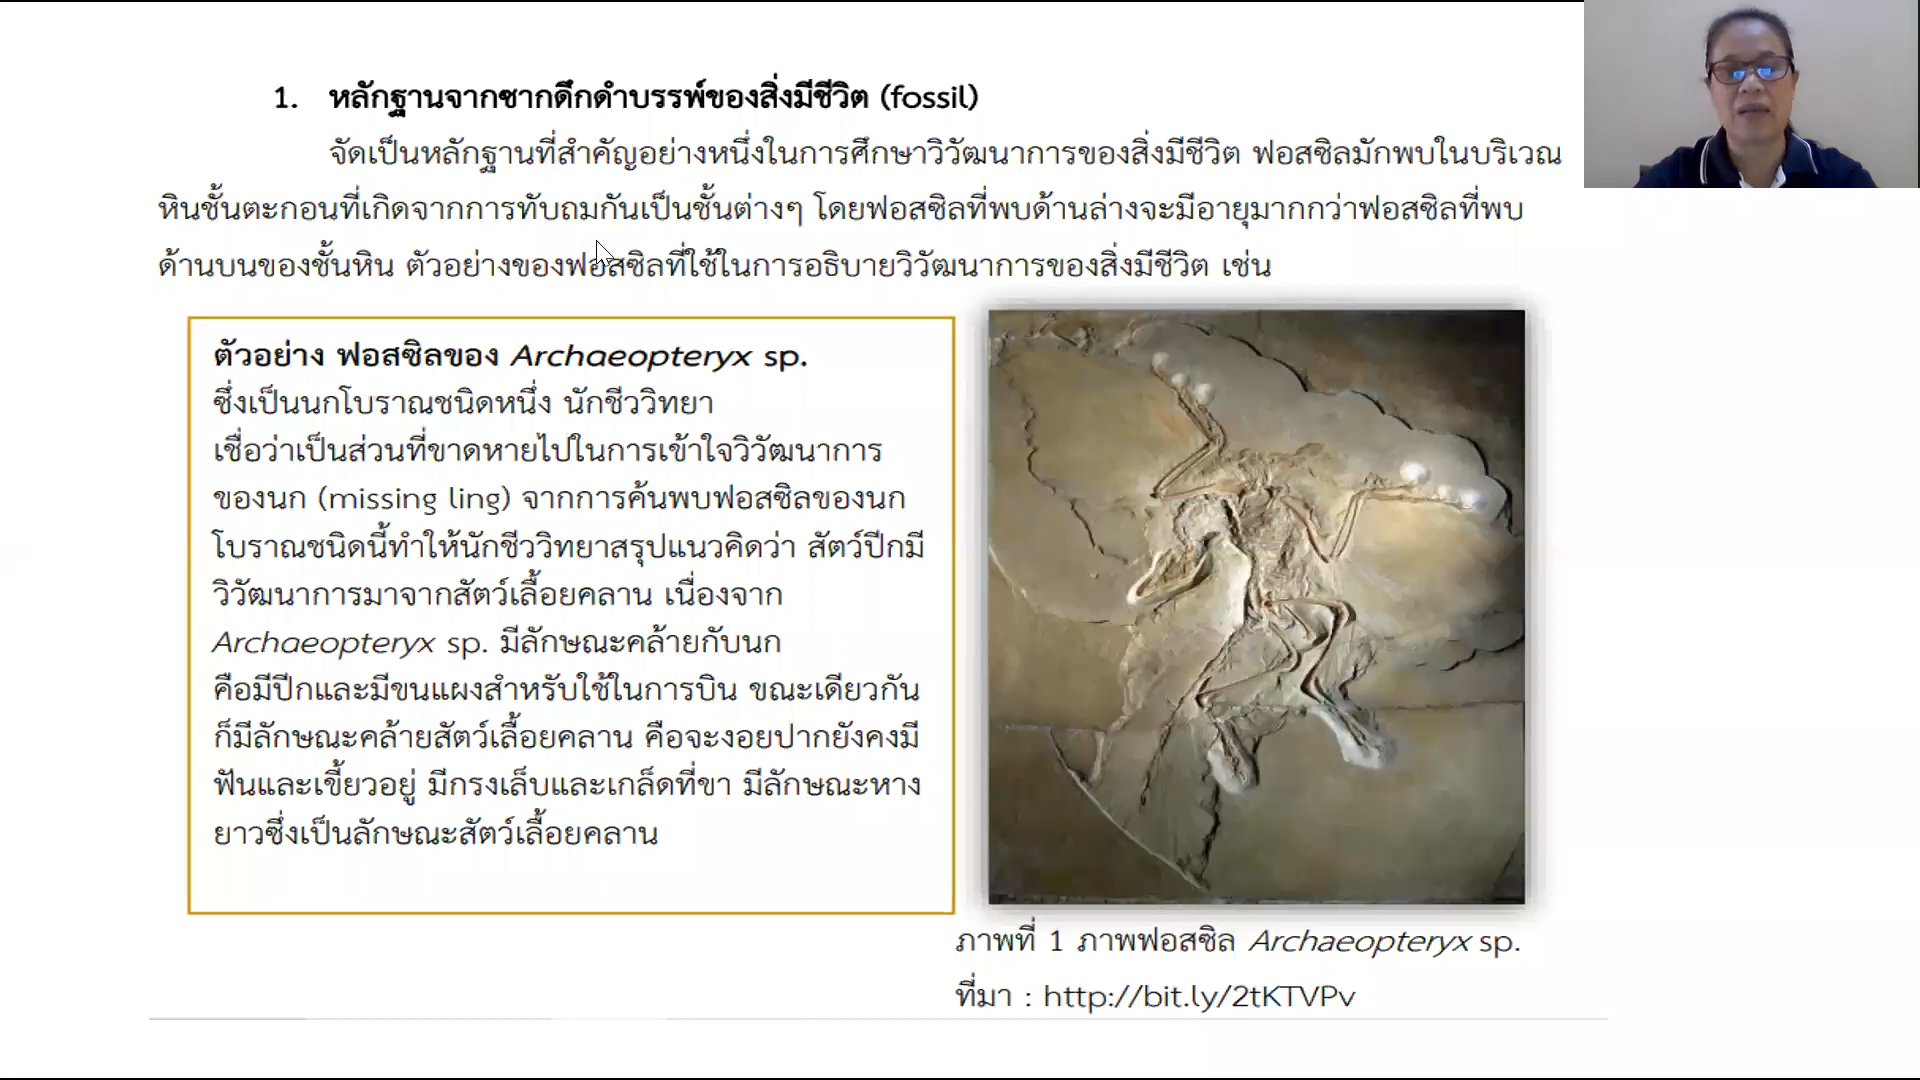 1. หลักฐานจากซากดึกดำบรรพ์ของสิ่งมีชีวิต (fossil)
จัดเป็นหลักฐานที่สำคัญอย่างหนึ่งในการศึกษาวิวัฒนาการของสิ่งมีชีวิต ฟอสซิลมักพบในบริเวณ
หินชั้นตะกอนที่เกิดจากการทับถมกันเป็นชั้นต่างๆ โดยฟอสซิลที่พบด้านล่างจะมีอายุมากกว่าฟอสซิลที่พบ
ด้านบนของชั้นหิน ตัวอย่างของฟอสซิลที่ใช้ในการอธิบายวิวัฒนาการของสิ่งมีชีวิต เช่น
ตัวอย่าง ฟอสซิลของ Archaeopteryx sp.
ซึ่งเป็นนกโบราณชนิดหนึ่ง นักชีววิทยา
เชื่อว่าเป็นส่วนที่ขาดหายไปในการเข้าใจวิวัฒนาการ
ของนก (missing ling) จากการค้นพบฟอสซิลของนก
โบราณชนิดนี้ทำให้นักชีววิทยาสรุปแนวคิดว่า สัตว์ปีกมี
วิวัฒนาการมาจากสัตว์เลื้อยคลาน เนื่องจาก
Archaeopteryx sp. มีลักษณะคล้ายกับนก
คือมีปีกและมีขนแผงสำหรับใช้ในการบิน ขณะเดียวกัน
ก็มีลักษณะคล้ายสัตว์เลื้อยคลาน คือจะงอยปากยังคงมี
ฟันและเขี้ยวอยู่ มีกรงเล็บและเกล็ดที่ขา มีลักษณะหาง
ยาวซึ่งเป็นลักษณะสัตว์เลื้อยคลาน
ภาพที่ 1 ภาพฟอสซิล Archaeopteryx sp.
ที่มา : http://bit.ly/2tKTVPv